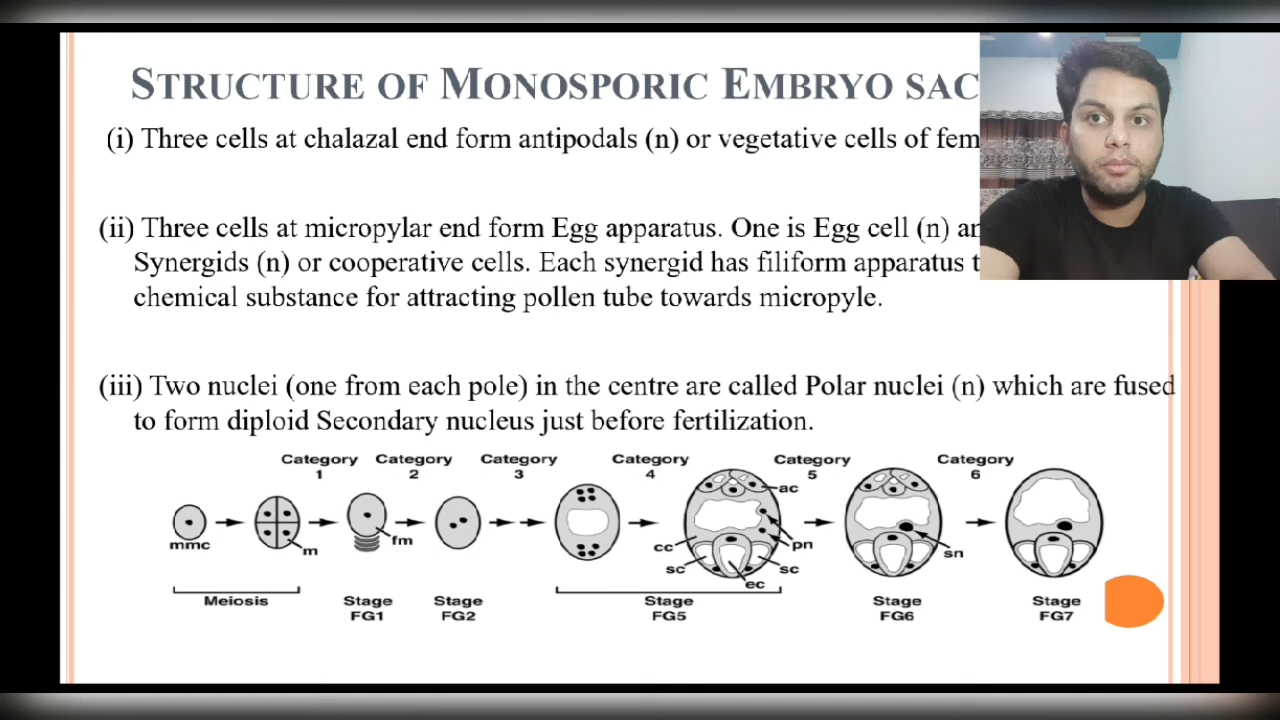 STRUCTURE OF MONOSPORIC EMBRYO SAC
(i) Three cells at chalazal end form antipodals (n) or vegetative cells of
(ii) Three cells at micropylar end form Egg apparatus. One is Egg cell (n)
Synergids (n) or cooperative cells. Each synergid has filiform apparatus
chemical substance for attracting pollen tube towards micropyle.
(iii) Two nuclei (one from each pole) in the centre are called Polar nuclei (n) which are fused
to form diploid Secondary nucleus just before fertilization.
Category 1
Category 2
Category 3
Category 4
Category 5
Category 6
mmc
m
fm
ac
cc
pn
sc
sc
ec
sn
Meiosis
Stage FG1
Stage FG2
Stage FG5
Stage FG6
Stage FG7